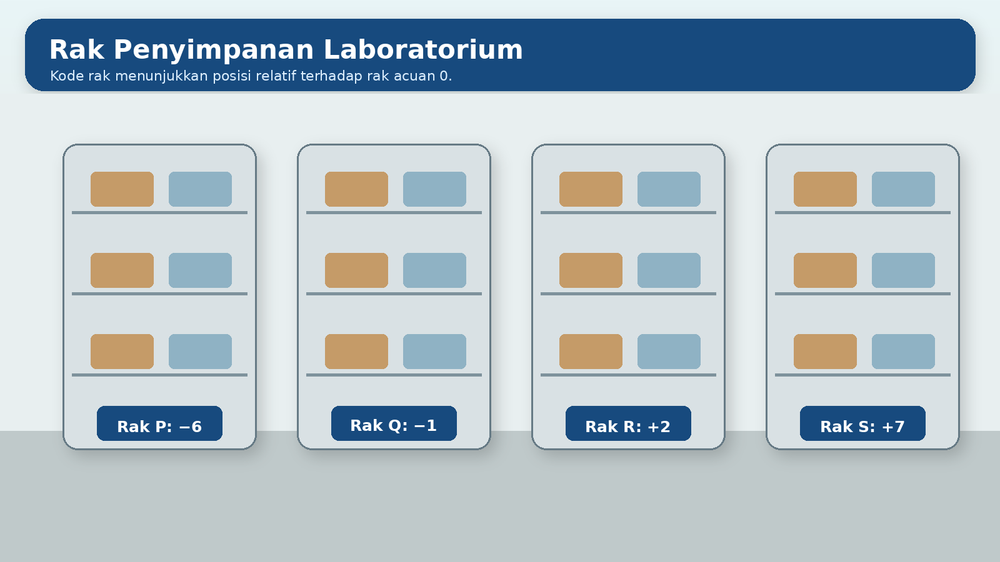 Rak Penyimpanan Laboratorium
Kode rak menunjukkan posisi relatif terhadap rak acuan 0.
Rak P: −6
Rak Q: −1
Rak R: +2
Rak S: +7